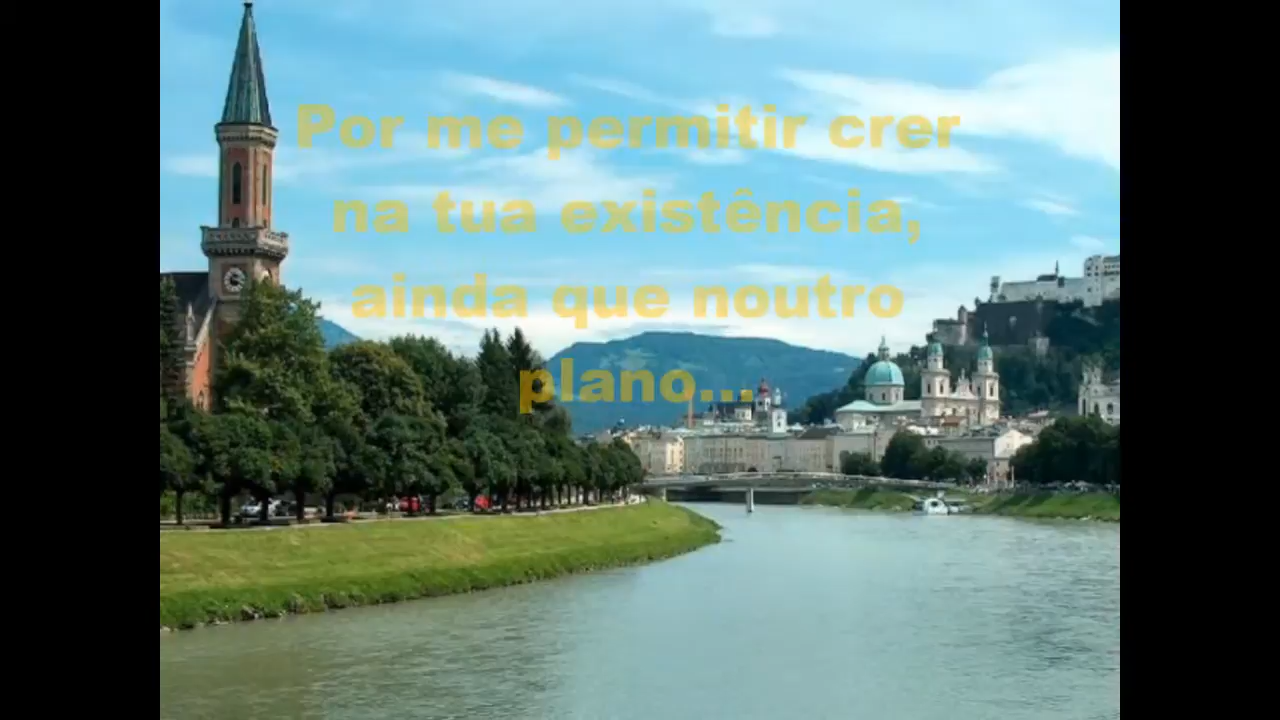 Por me permitir crer
na tua existência,
ainda que noutro
plano...